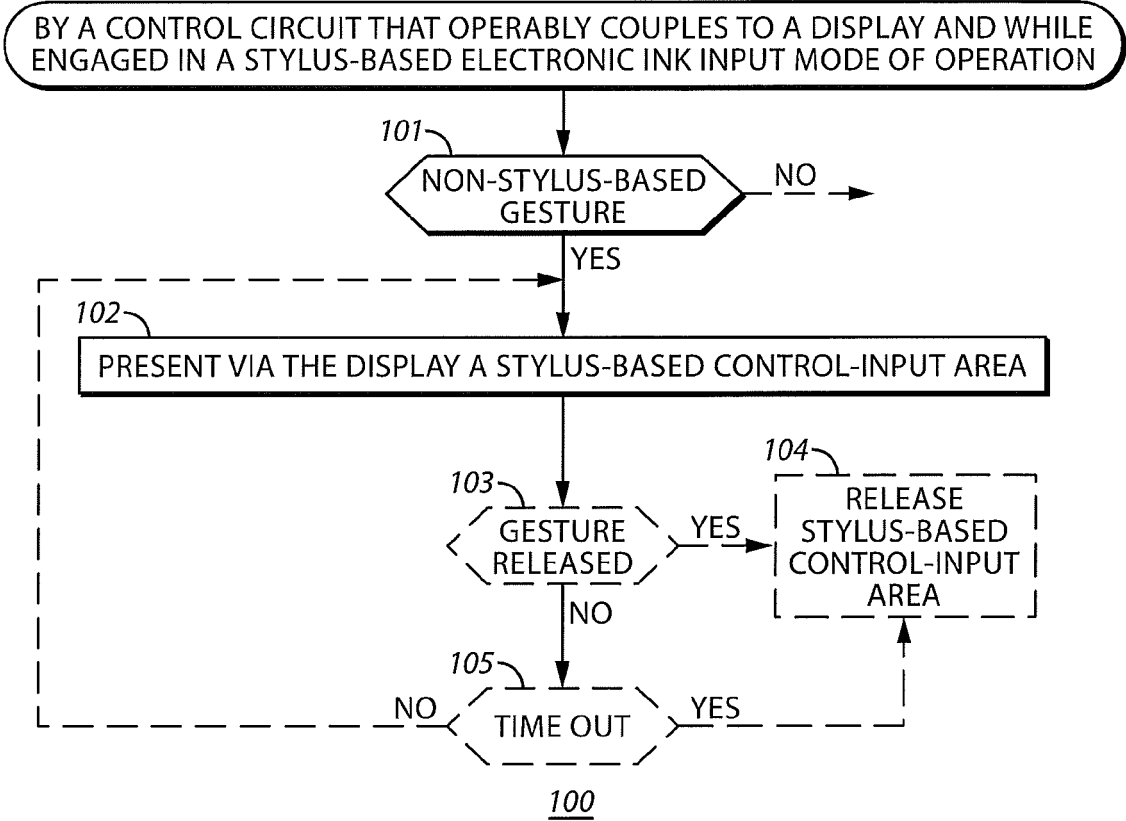 BY A CONTROL CIRCUIT THAT OPERABLY COUPLES TO A DISPLAY AND WHILE
ENGAGED IN A STYLUS-BASED ELECTRONIC INK INPUT MODE OF OPERATION
101
NON-STYLUS-BASED
GESTURE
NO
YES
102
PRESENT VIA THE DISPLAY A STYLUS-BASED CONTROL-INPUT AREA
103
GESTURE
RELEASED
YES
104
RELEASE
STYLUS-BASED
CONTROL-INPUT
AREA
NO
105
NO
TIME OUT
YES
100